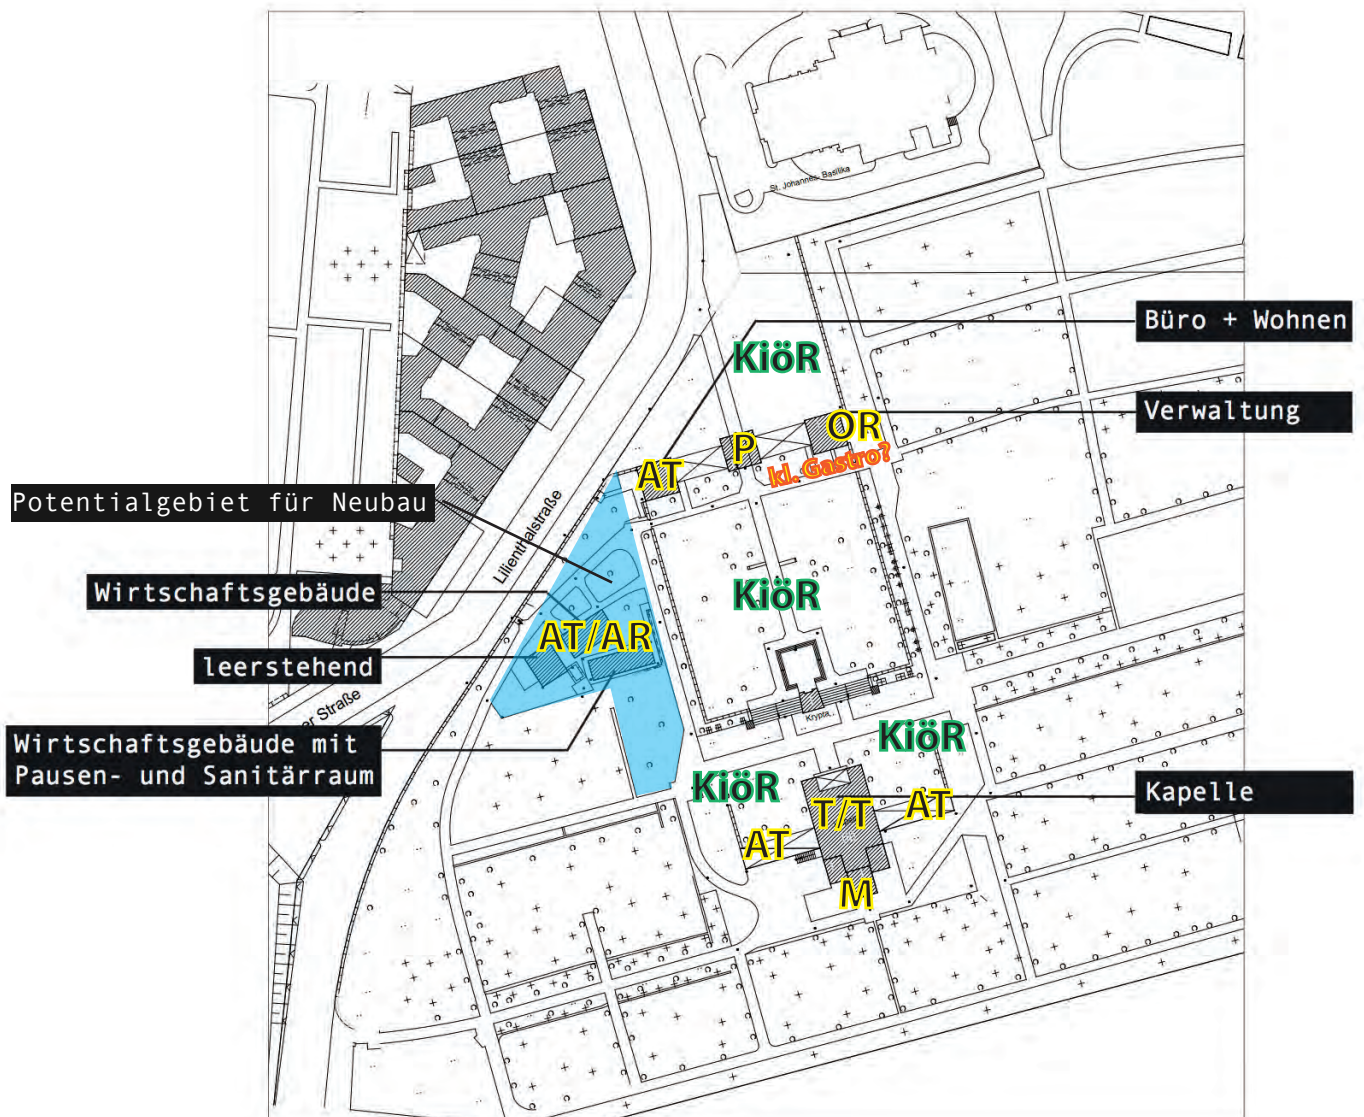 St. Johannes- Basilika
Büro + Wohnen
KiöR
Verwaltung
OR
P
kl. Gastro?
AT
Potentialgebiet für Neubau
Lilienthalstraße
Wirtschaftsgebäude
KiöR
AT/AR
leerstehend
er Straße
Krypta
Wirtschaftsgebäude mit
Pausen- und Sanitärraum
KiöR
KiöR
Kapelle
T/T
AT
AT
M